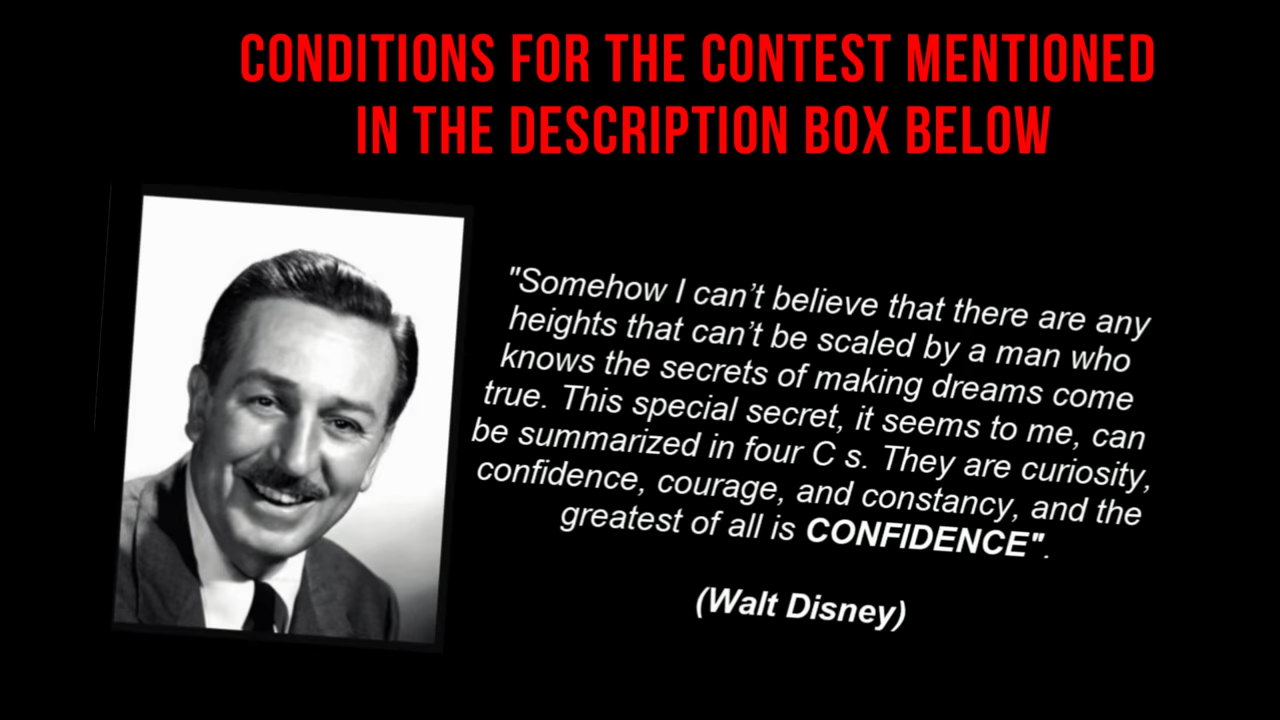 CONDITIONS FOR THE CONTEST MENTIONED
IN THE DESCRIPTION BOX BELOW
"Somehow I can’t believe that there are any
heights that can’t be scaled by a man who
knows the secrets of making dreams come
true. This special secret, it seems to me, can
be summarized in four C s. They are curiosity,
confidence, courage, and constancy, and the
greatest of all is CONFIDENCE".
(Walt Disney)